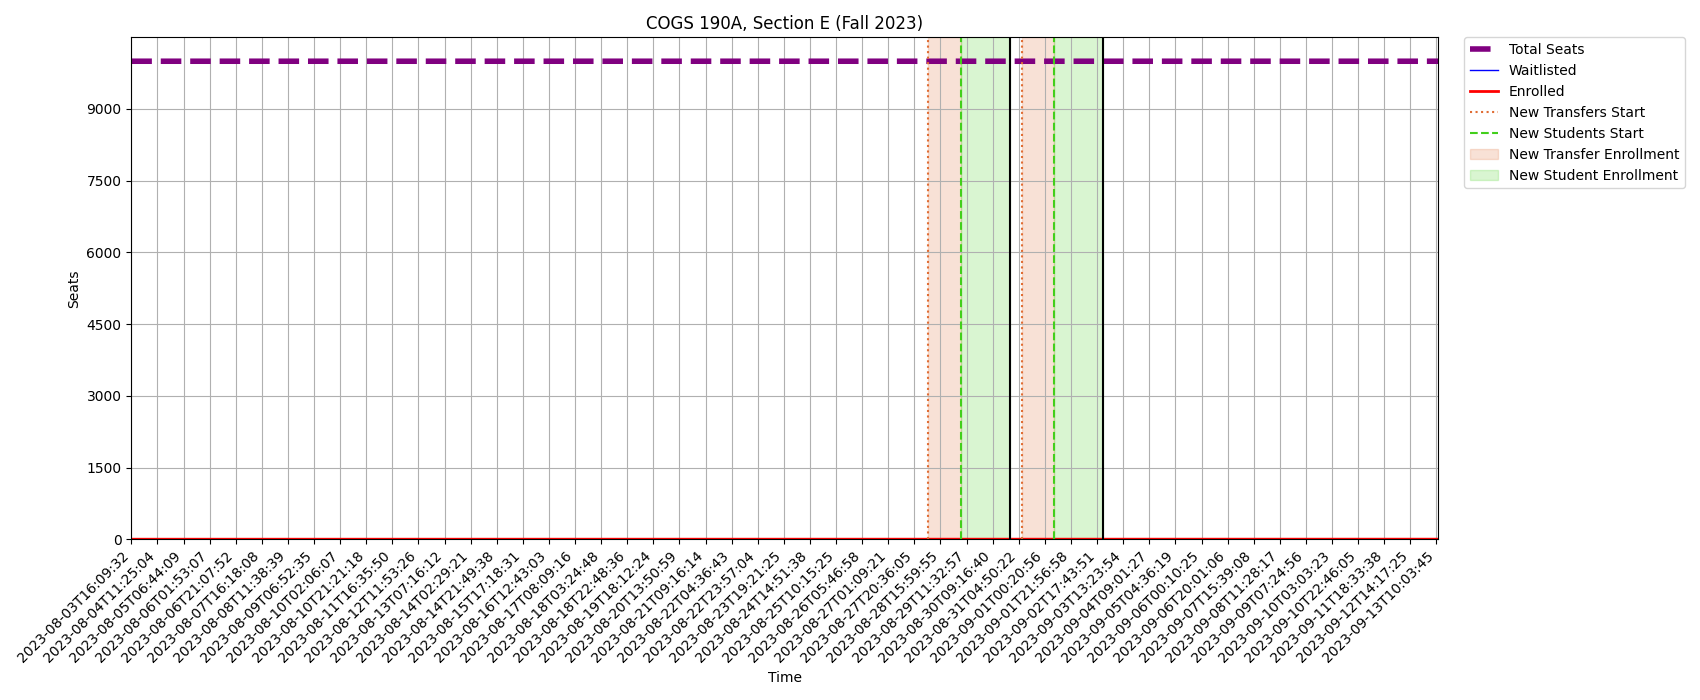 COGS 190A, Section E (Fall 2023)
Total Seats
Waitlisted
Enrolled
New Transfers Start
New Students Start
New Transfer Enrollment
New Student Enrollment
Seats
9000
7500
6000
4500
3000
1500
0
2023-08-03T16:09:32
2023-08-04T11:25:04
2023-08-05T06:44:09
2023-08-06T01:53:07
2023-08-06T21:07:52
2023-08-07T16:18:08
2023-08-08T11:38:39
2023-08-09T06:52:35
2023-08-10T02:06:07
2023-08-10T21:21:18
2023-08-11T16:35:50
2023-08-12T11:53:26
2023-08-13T07:16:12
2023-08-14T02:29:21
2023-08-14T21:49:38
2023-08-15T17:18:31
2023-08-16T12:43:03
2023-08-17T08:09:16
2023-08-18T03:24:48
2023-08-18T22:48:36
2023-08-19T18:12:24
2023-08-20T13:50:59
2023-08-21T09:16:14
2023-08-22T04:36:43
2023-08-22T23:57:04
2023-08-23T19:21:25
2023-08-24T14:51:38
2023-08-25T10:15:25
2023-08-26T05:46:58
2023-08-27T01:09:21
2023-08-27T20:36:05
2023-08-28T15:59:55
2023-08-29T11:32:57
2023-08-30T09:16:40
2023-08-31T04:50:22
2023-09-01T00:20:56
2023-09-01T21:56:58
2023-09-02T17:43:51
2023-09-03T13:23:54
2023-09-04T09:01:27
2023-09-05T04:36:19
2023-09-06T00:10:25
2023-09-06T20:01:06
2023-09-07T15:39:08
2023-09-08T11:28:17
2023-09-09T07:24:56
2023-09-10T03:03:23
2023-09-10T22:46:05
2023-09-11T18:33:38
2023-09-12T14:17:25
2023-09-13T10:03:45
Time